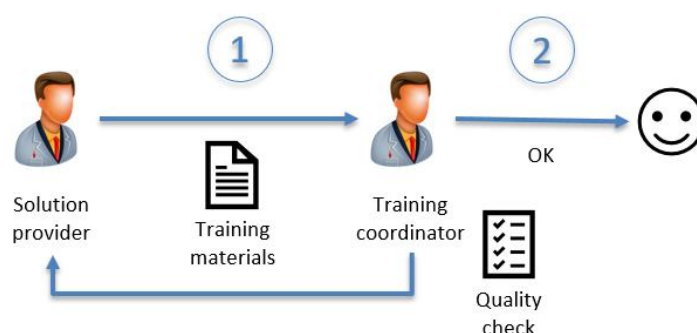 1
2
OK
Solution
provider
Training
materials
Training
coordinator
Quality
check